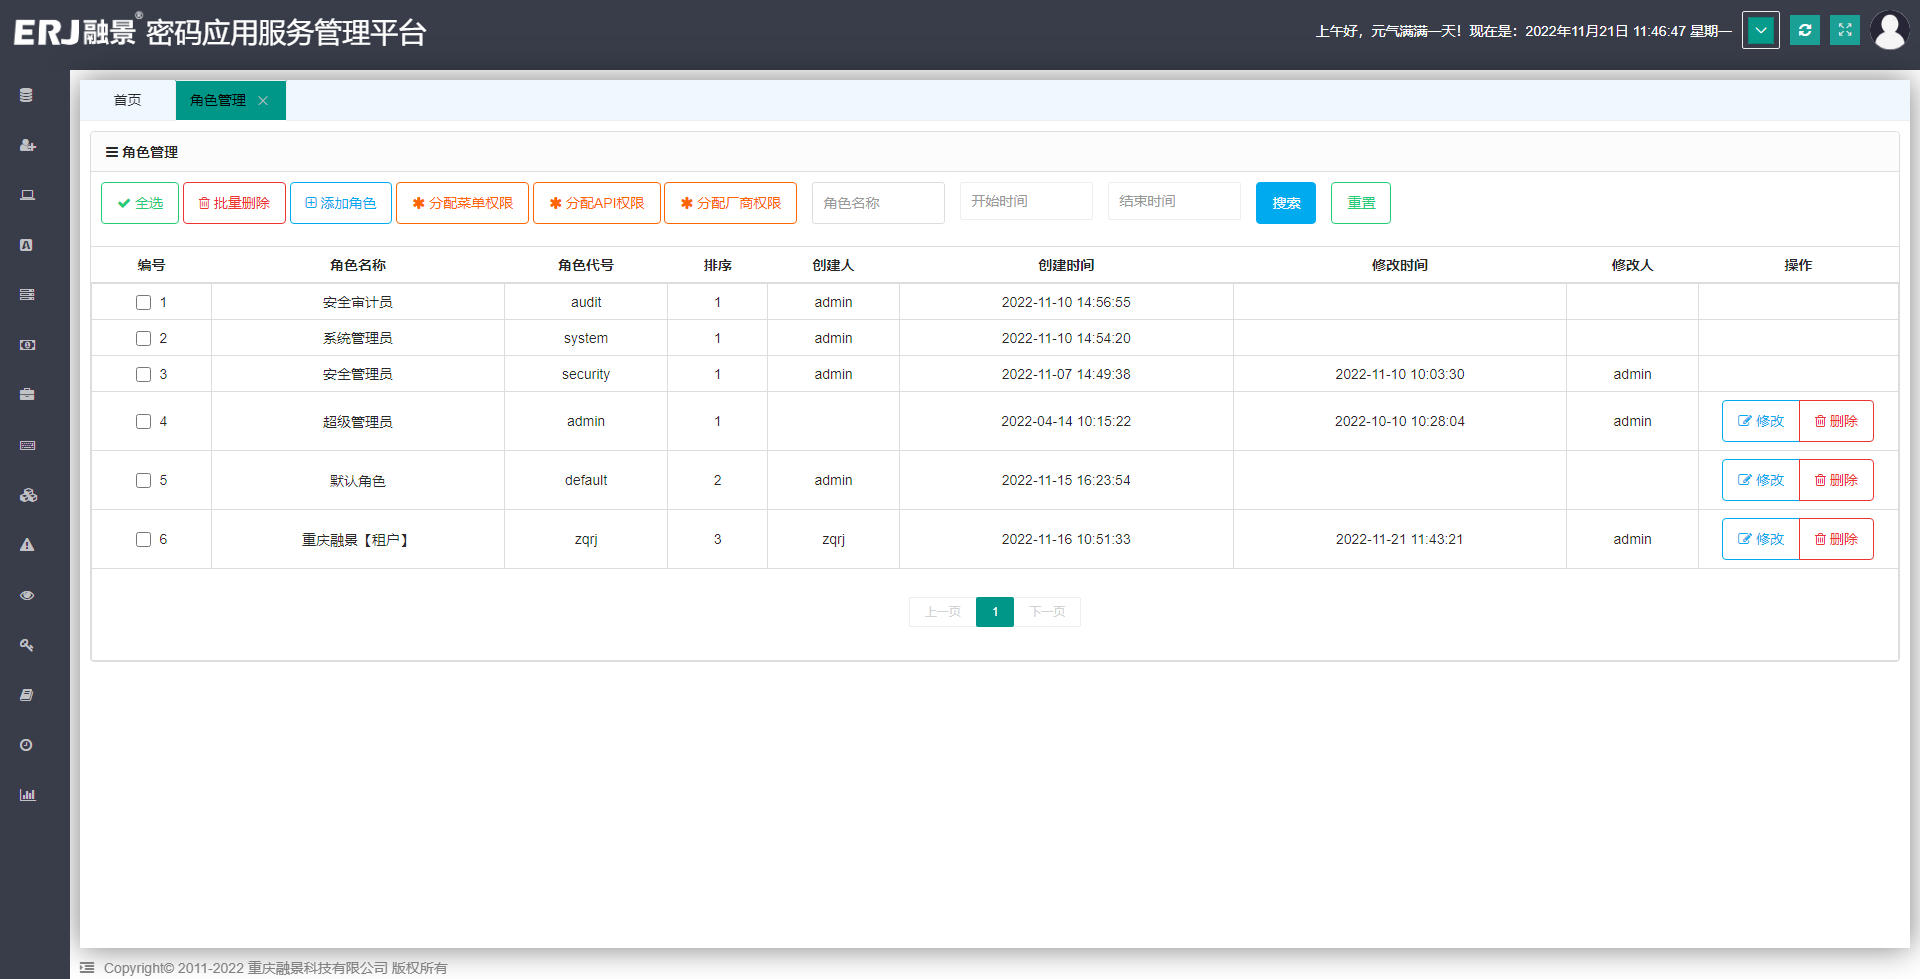 ERJ融景® 密码应用服务管理平台
上午好，元气满满一天！现在是：2022年11月21日 11:46:47 星期一
首页 角色管理
角色管理
全选 批量删除 添加角色 分配菜单权限 分配API权限 分配厂商权限 角色名称 开始时间 结束时间 搜索 重置
编号 角色名称 角色代号 排序 创建人 创建时间 修改时间 修改人 操作
1 安全审计员 audit 1 admin 2022-11-10 14:56:55
2 系统管理员 system 1 admin 2022-11-10 14:54:20
3 安全管理员 security 1 admin 2022-11-07 14:49:38 2022-11-10 10:03:30 admin
4 超级管理员 admin 1 2022-04-14 10:15:22 2022-10-10 10:28:04 admin 修改 删除
5 默认角色 default 2 admin 2022-11-15 16:23:54 修改 删除
6 重庆融景【租户】 zqrj 3 zqrj 2022-11-16 10:51:33 2022-11-21 11:43:21 admin 修改 删除
上一页 1 下一页
Copyright© 2011-2022 重庆融景科技有限公司 版权所有